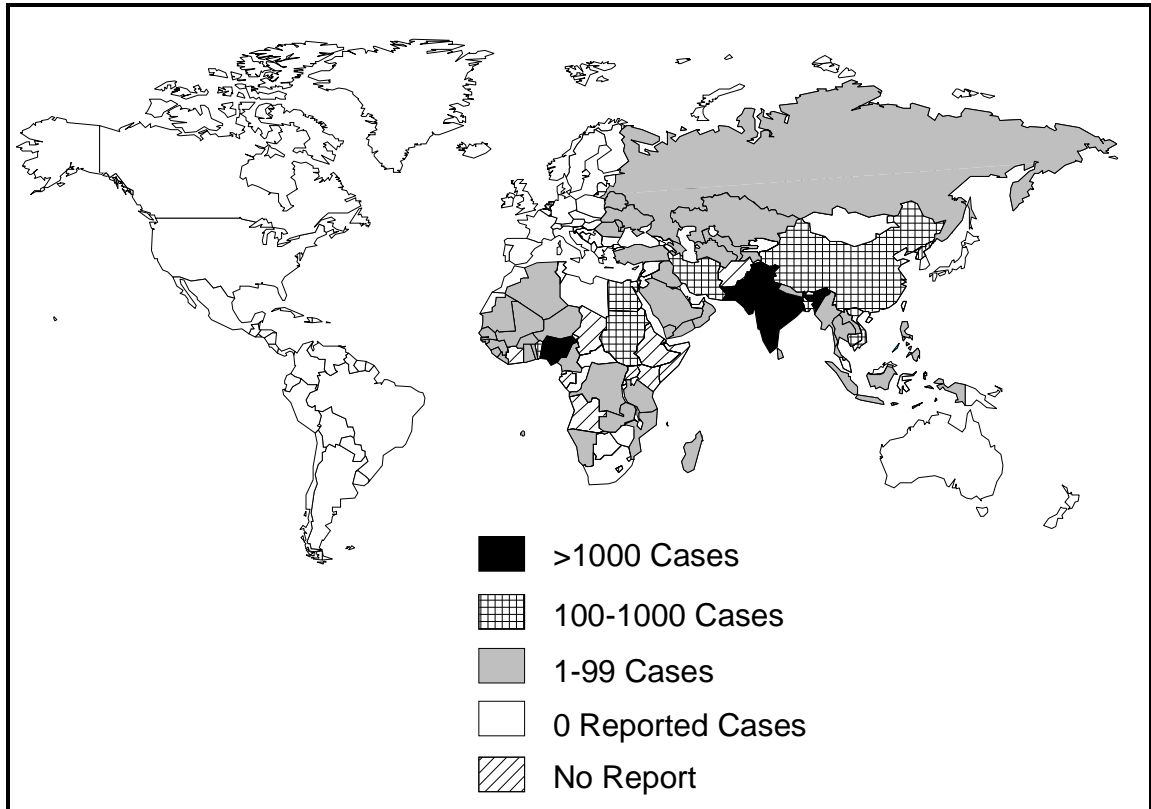 >1000 Cases
100-1000 Cases
1-99 Cases
0 Reported Cases
No Report